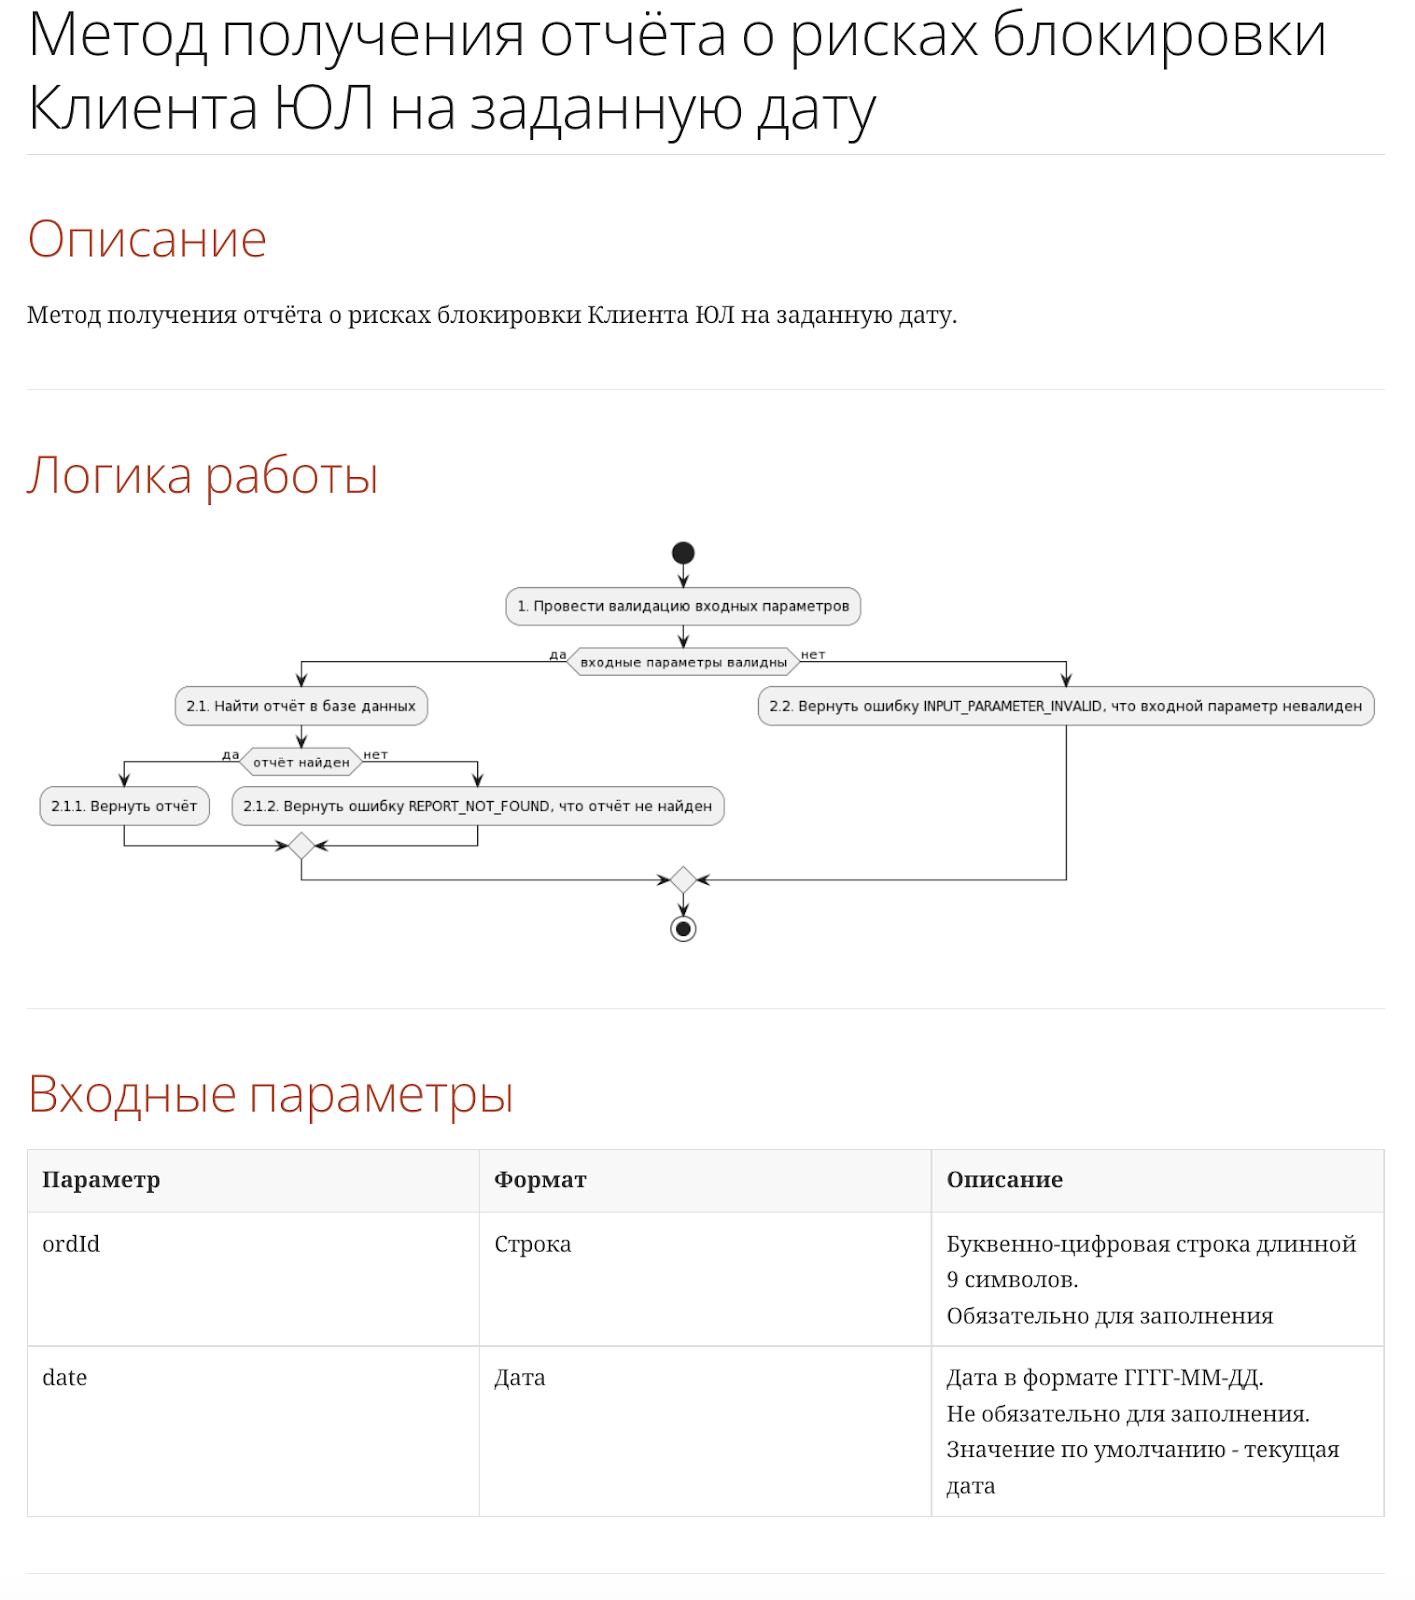 Метод получения отчёта о рисках блокировки
Клиента ЮЛ на заданную дату
Описание
Метод получения отчёта о рисках блокировки Клиента ЮЛ на заданную дату.
Логика работы
1. Провести валидацию входных параметров
да
входные параметры валидны
нет
2.1. Найти отчёт в базе данных
2.2. Вернуть ошибку INPUT_PARAMETER_INVALID, что входной параметр невалиден
да
отчёт найден
нет
2.1.1. Вернуть отчёт
2.1.2. Вернуть ошибку REPORT_NOT_FOUND, что отчёт не найден
Входные параметры
Параметр
Формат
Описание
ordId
Строка
Буквенно-цифровая строка длинной
9 символов.
Обязательно для заполнения
date
Дата
Дата в формате ГГГГ-ММ-ДД.
Не обязательно для заполнения.
Значение по умолчанию - текущая
дата